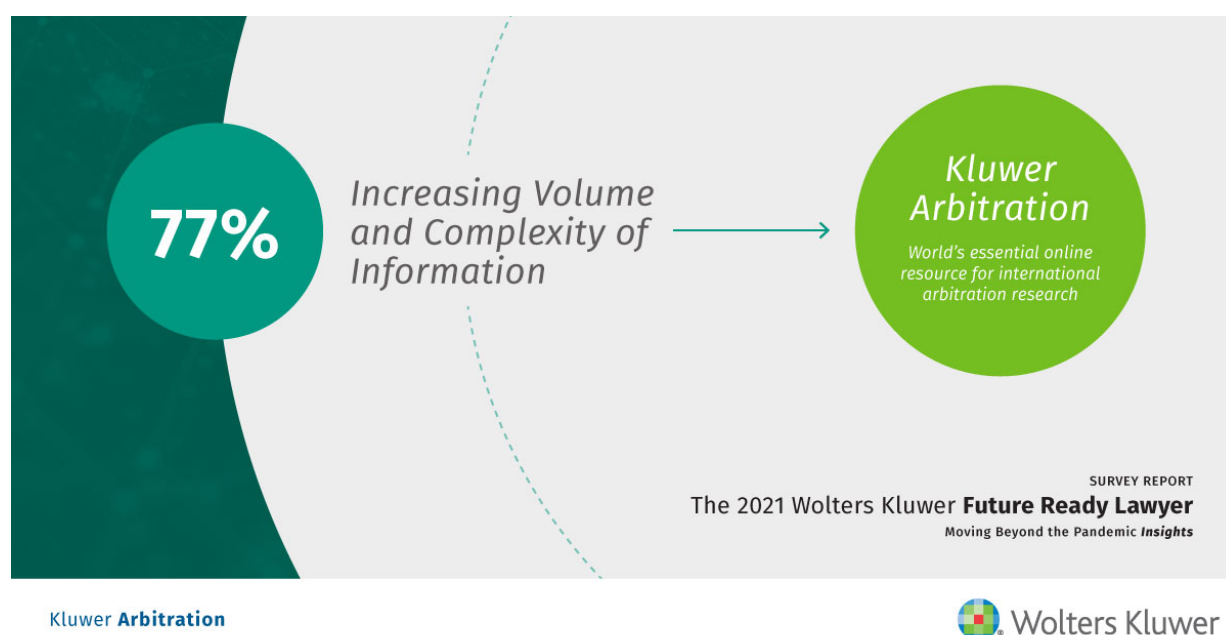 77%
Increasing Volume
and Complexity of
Information
Kluwer
Arbitration
World's essential online
resource for international
arbitration research
SURVEY REPORT
The 2021 Wolters Kluwer Future Ready Lawyer
Moving Beyond the Pandemic Insights
Kluwer Arbitration
Wolters Kluwer